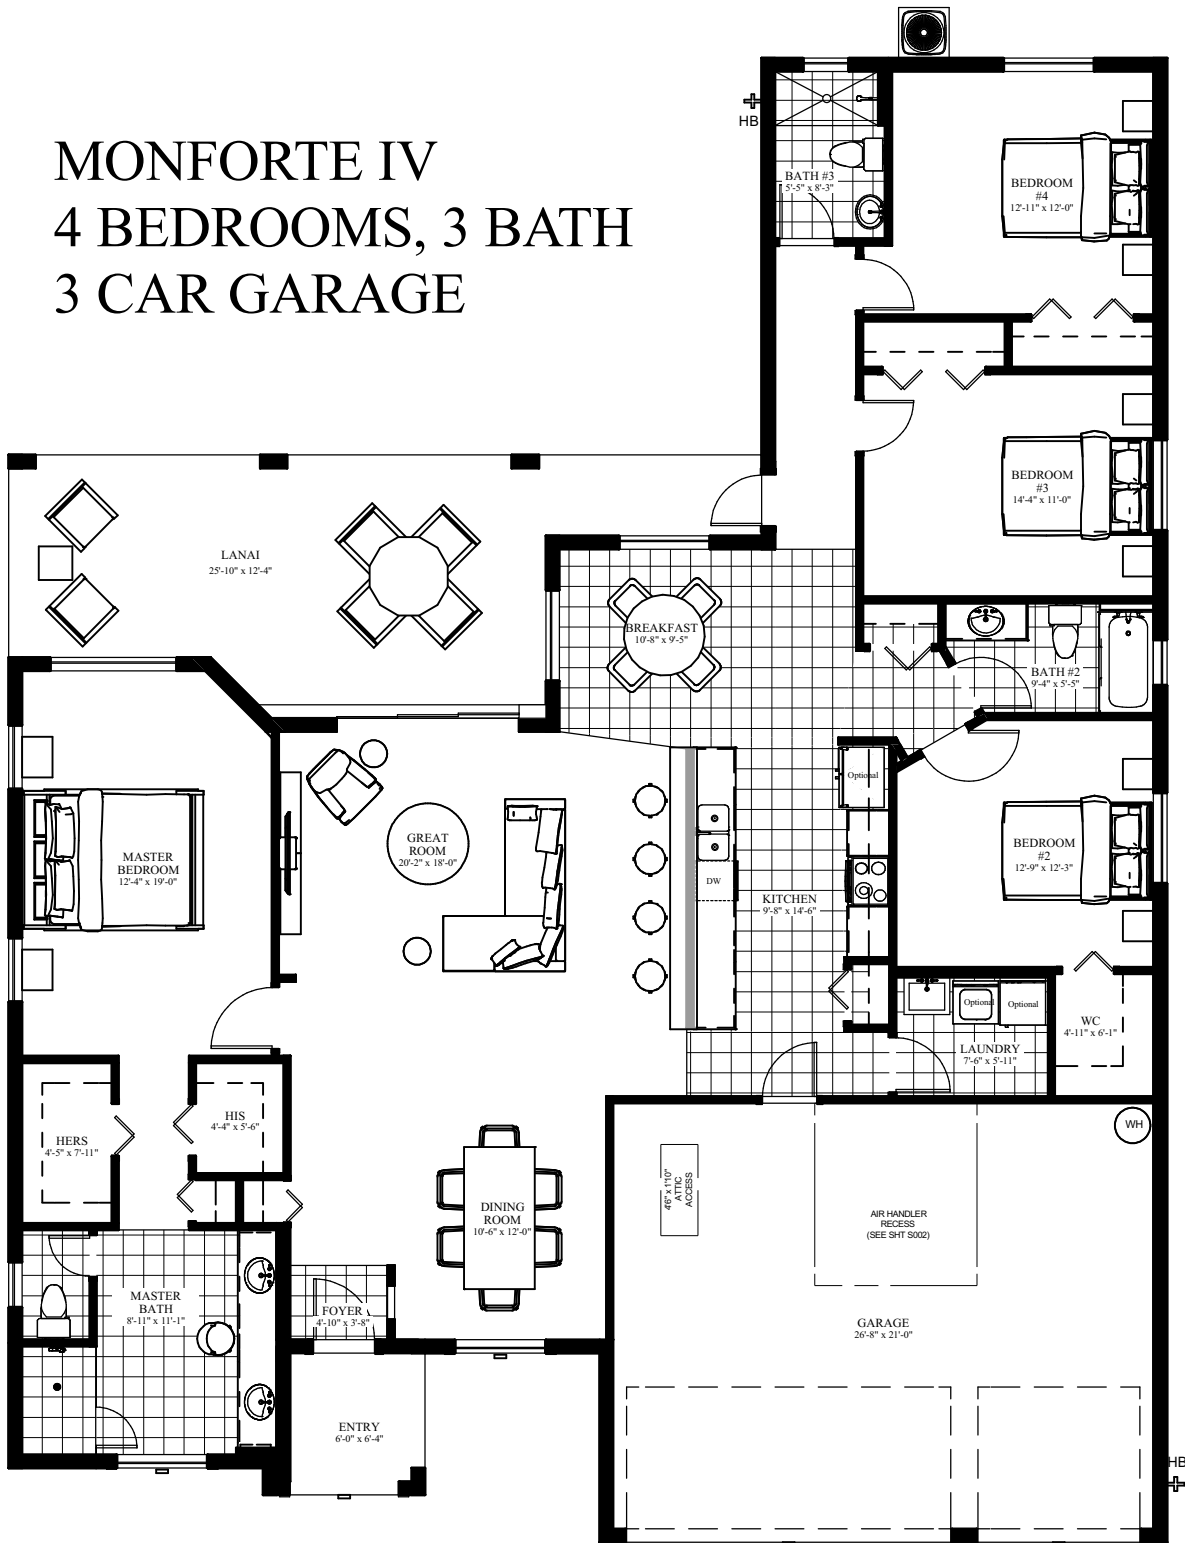 MONFORTE IV
4 BEDROOMS, 3 BATH
3 CAR GARAGE
HB
BATH #3
5'-5" x 8'-3"
BEDROOM
#4
12'-11" x 12'-0"
BEDROOM
#3
14'-4" x 11'-0"
LANAI
25'-10" x 12'-4"
BREAKFAST
10'-8" x 9'-5"
BATH #2
9'-4" x 5'-5"
Optional
GREAT
ROOM
20'-2" x 18'-0"
MASTER
BEDROOM
12'-4" x 19'-0"
BEDROOM
#2
12'-9" x 12'-3"
DW
KITCHEN
9'-8" x 14'-6"
Optional
Optional
WC
4'-11" x 6'-1"
LAUNDRY
7'-6" x 5'-11"
HIS
4'-4" x 5'-6"
HERS
4'-5" x 7'-11"
WH
4'6" x 1'10"
ATTIC
ACCESS
DINING
ROOM
10'-6" x 12'-0"
AIR HANDLER
RECESS
(SEE SHT S002)
MASTER
BATH
8'-11" x 11'-1"
FOYER
4'-10" x 3'-8"
GARAGE
26'-8" x 21'-0"
ENTRY
6'-0" x 6'-4"
HB